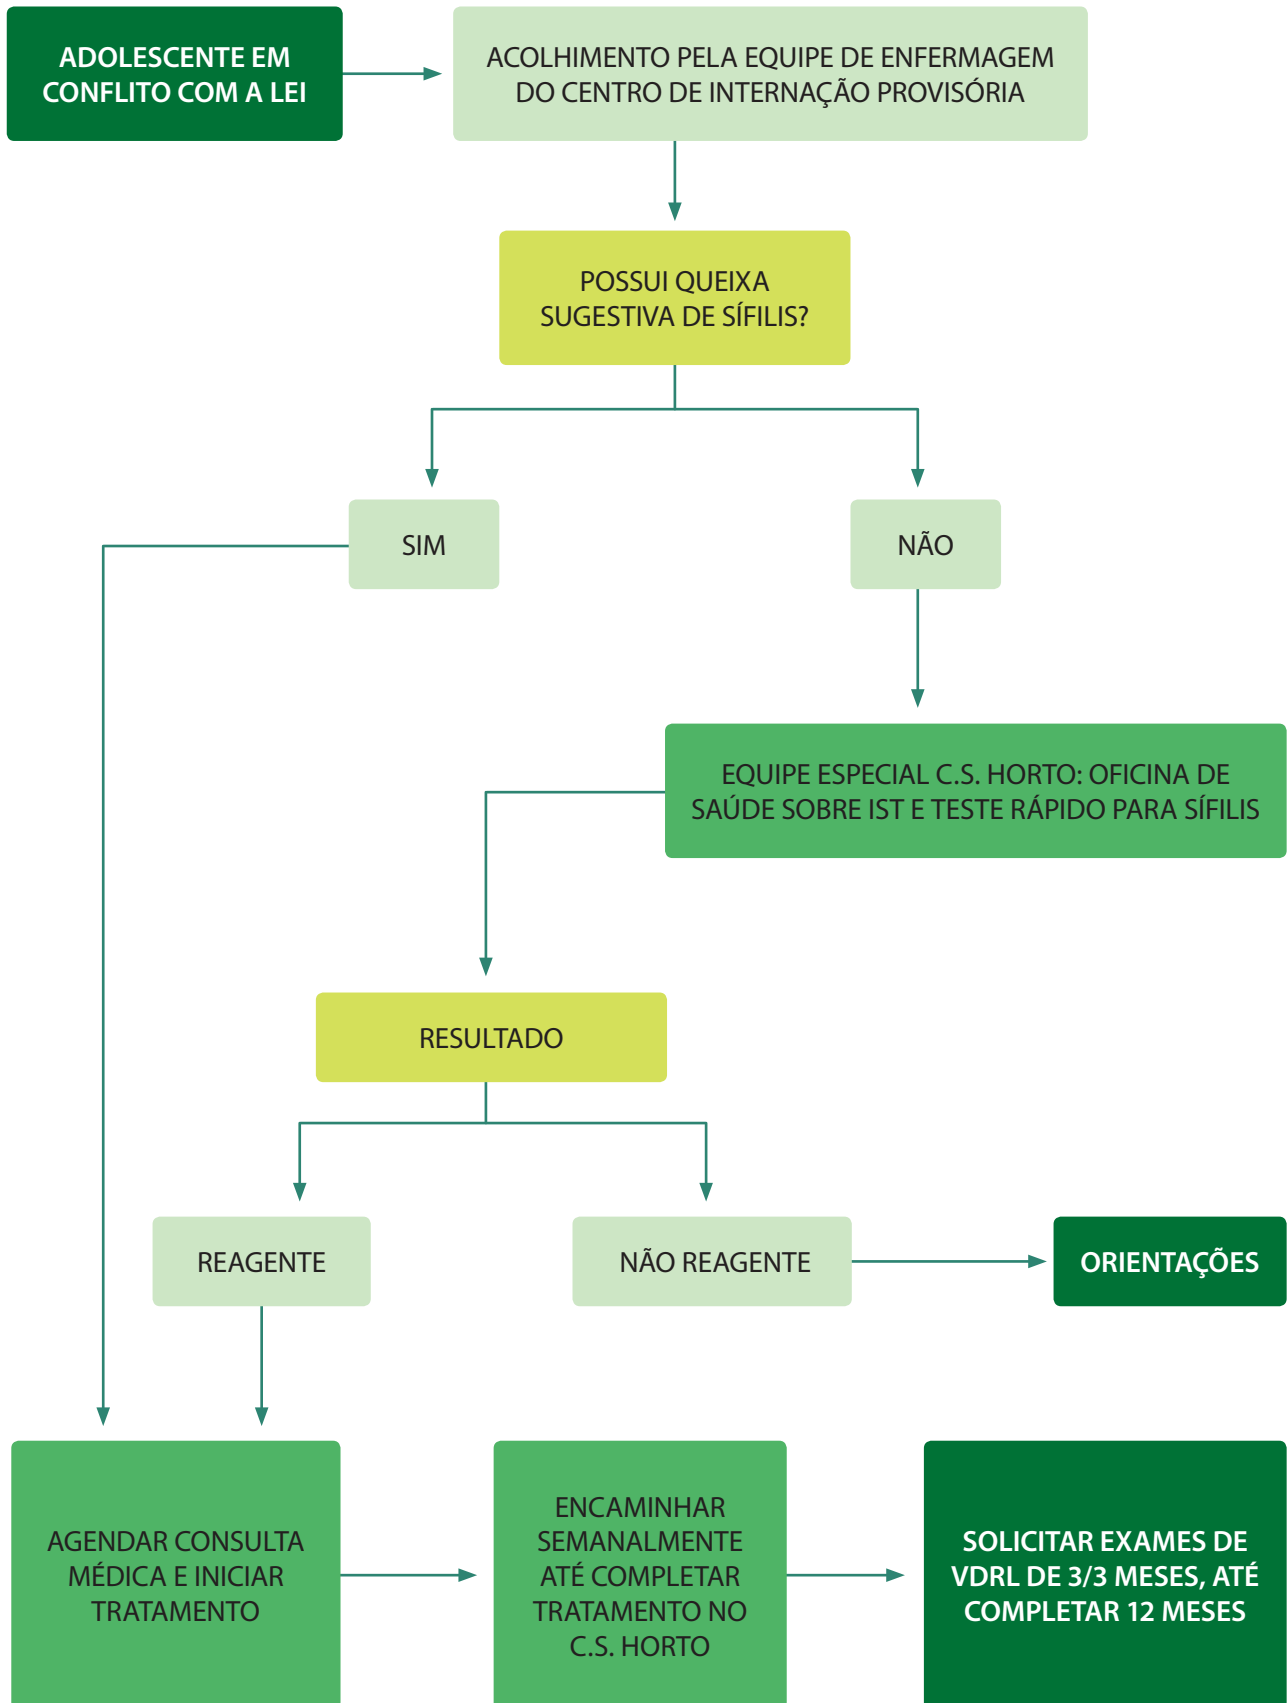 ADOLESCENTE EM
CONFLITO COM A LEI
ACOLHIMENTO PELA EQUIPE DE ENFERMAGEM
DO CENTRO DE INTERNAÇÃO PROVISÓRIA
POSSUI QUEIXA
SUGESTIVA DE SÍFILIS?
SIM
NÃO
EQUIPE ESPECIAL C.S. HORTO: OFICINA DE
SAÚDE SOBRE IST E TESTE RÁPIDO PARA SÍFILIS
RESULTADO
REAGENTE
NÃO REAGENTE
ORIENTAÇÕES
AGENDAR CONSULTA
MÉDICA E INICIAR
TRATAMENTO
ENCAMINHAR
SEMANALMENTE
ATÉ COMPLETAR
TRATAMENTO NO
C.S. HORTO
SOLICITAR EXAMES DE
VDRL DE 3/3 MESES, ATÉ
COMPLETAR 12 MESES